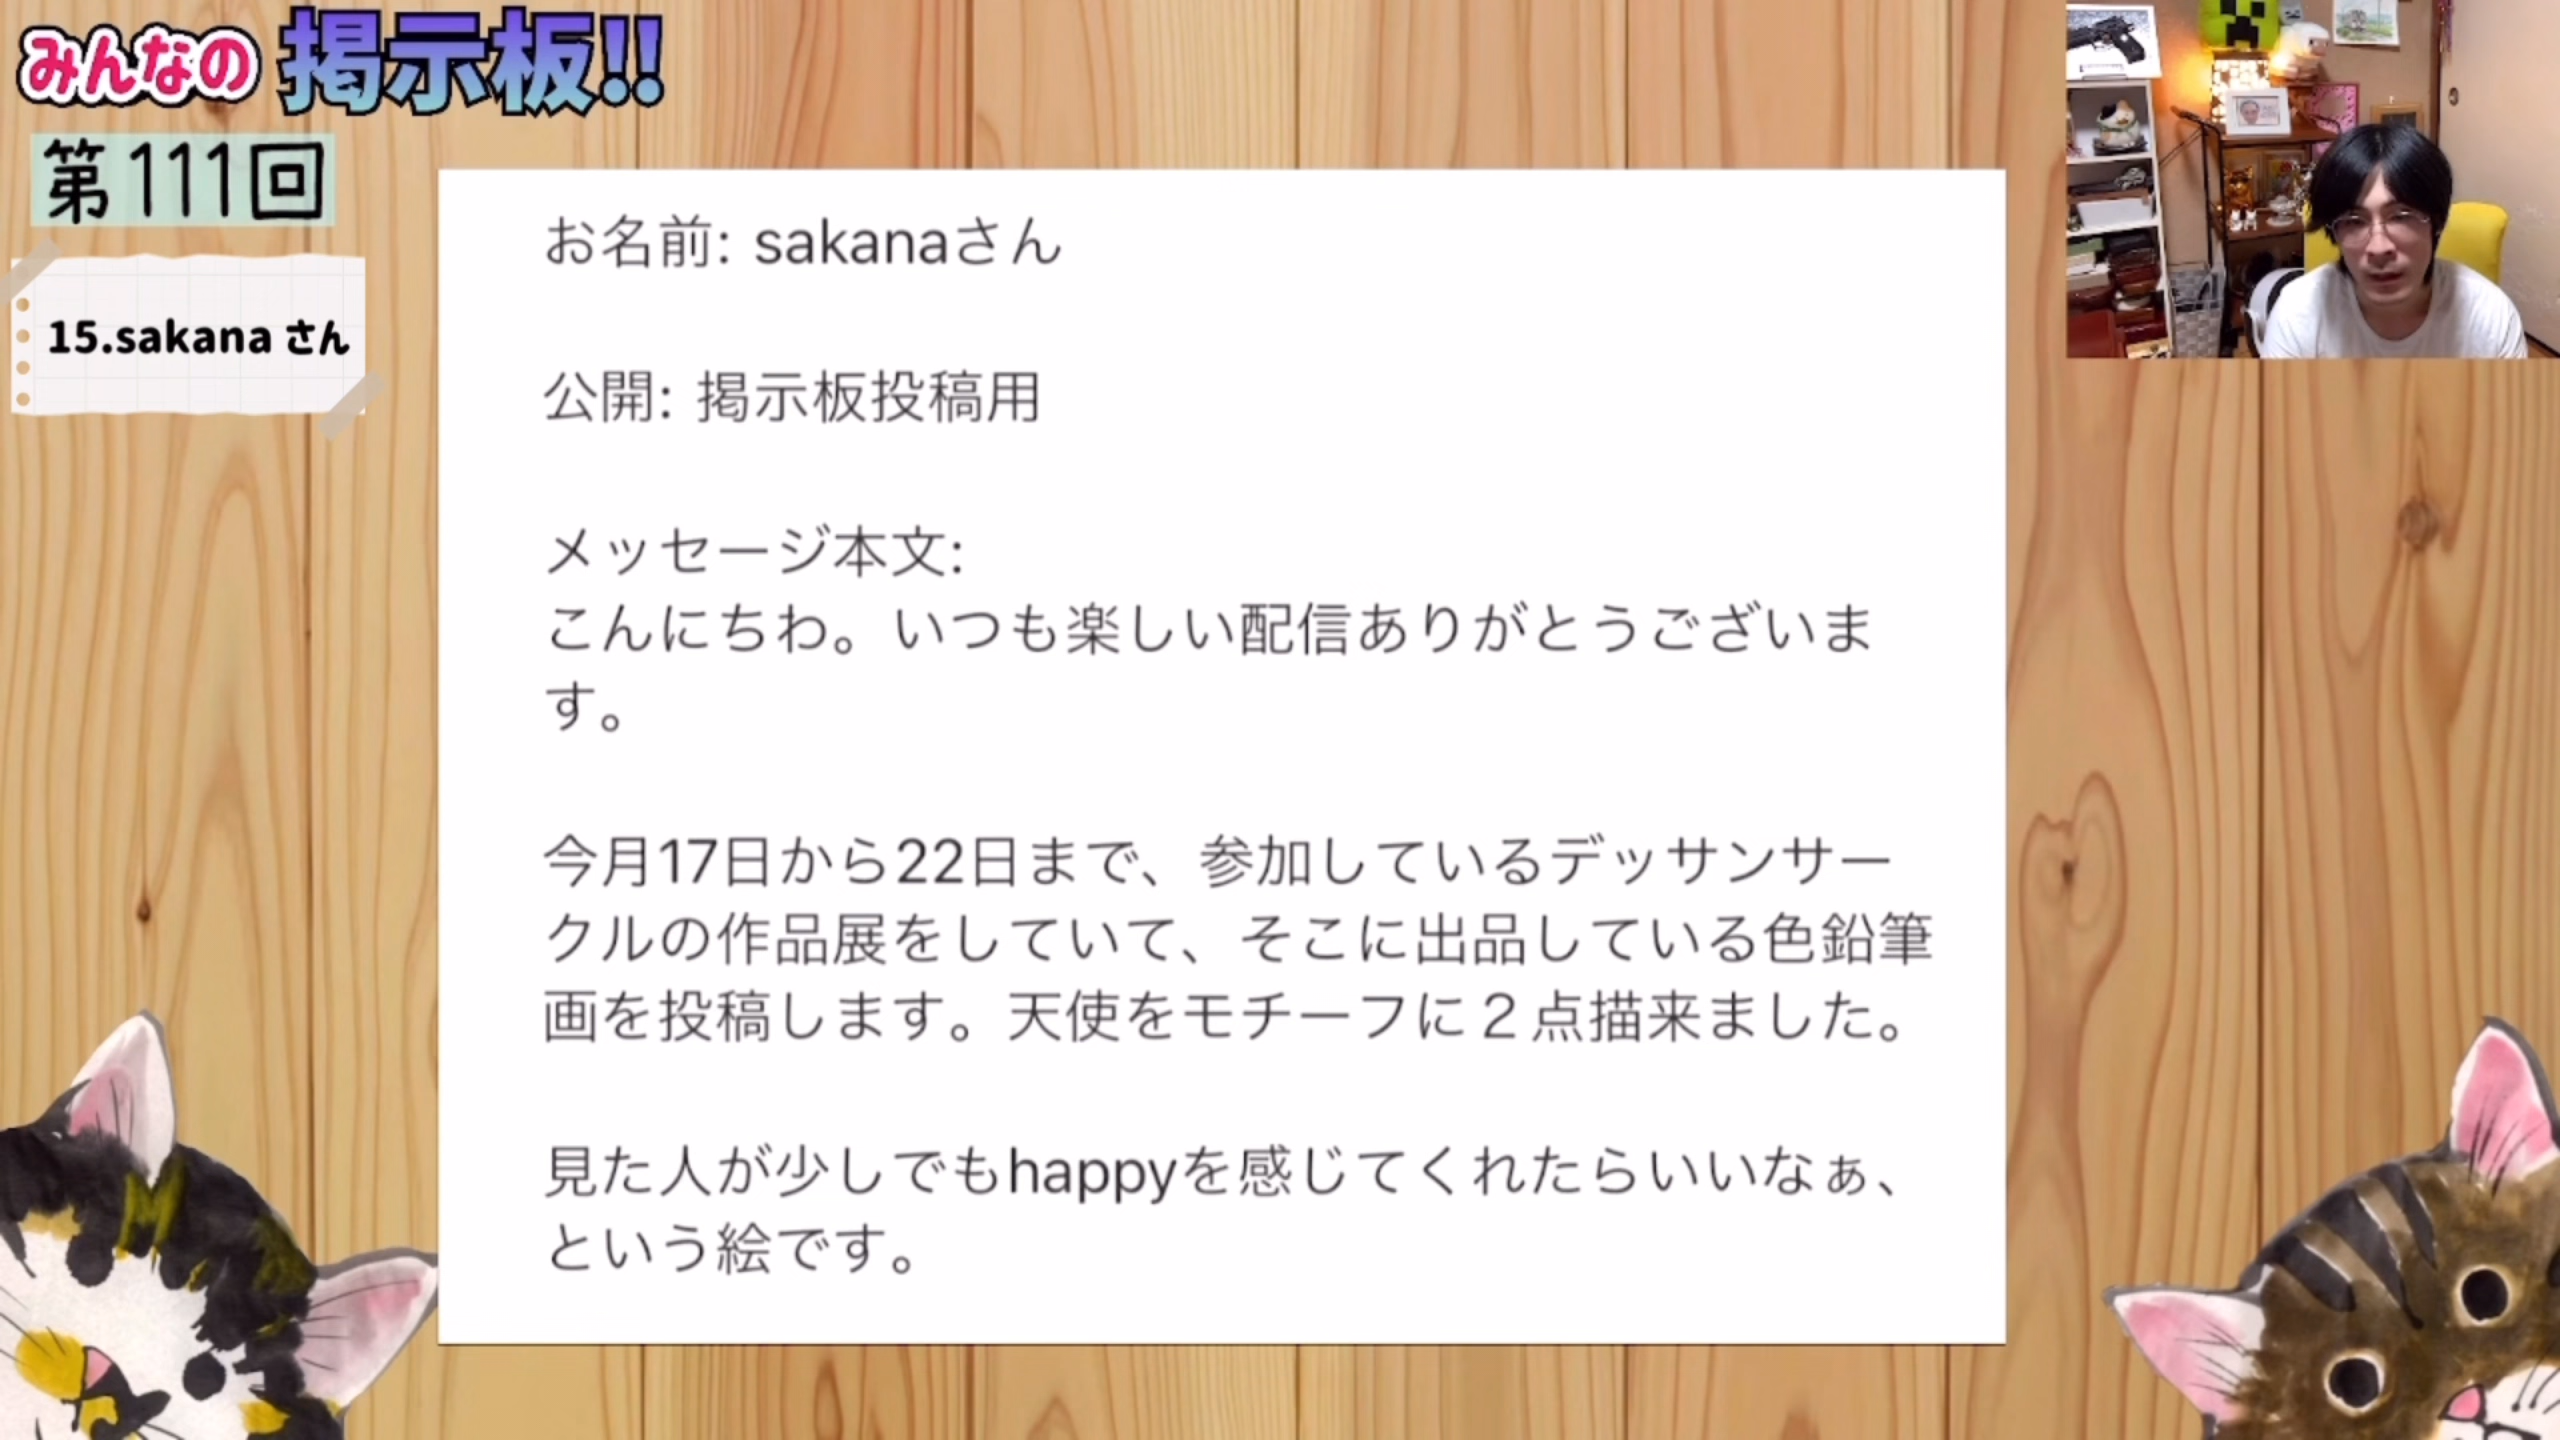 みんなの掲示板!!
第111回
15.sakana さん
お名前: sakanaさん
公開: 掲示板投稿用
メッセージ本文:
こんにちわ。いつも楽しい配信ありがとうございま
す。
今月17日から22日まで、参加しているデッサンサー
クルの作品展をしていて、そこに出品している色鉛筆
画を投稿します。天使をモチーフに２点描来ました。
見た人が少しでもhappyを感じてくれたらいいなぁ、
という絵です。